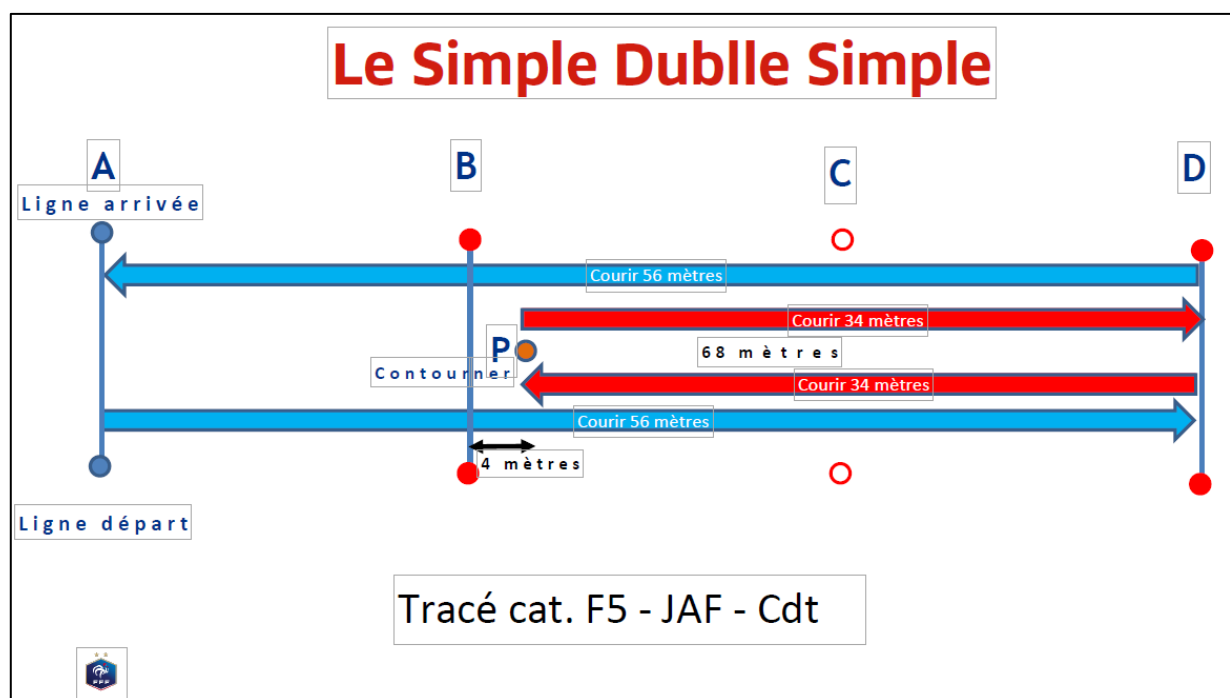 Le Simple Dublle Simple
A
B
C
D
Ligne arrivée
Courir 56 mètres
Courir 34 mètres
P
68 mètres
Contourner
Courir 34 mètres
Courir 56 mètres
4 mètres
Ligne départ
Tracé cat. F5 - JAF - Cdt
FFF